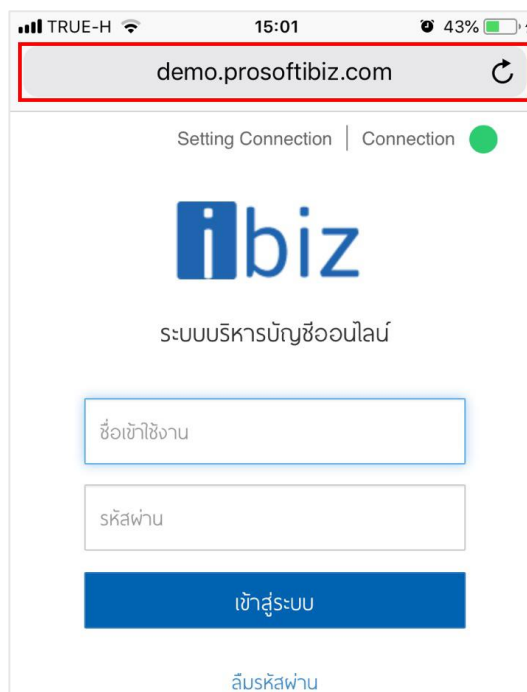 TRUE-H 15:01 43%
demo.prosoftibiz.com
Setting Connection | Connection
ibiz
ระบบบริหารบัญชีออนไลน์
ชื่อเข้าใช้งาน
รหัสผ่าน
เข้าสู่ระบบ
ลืมรหัสผ่าน